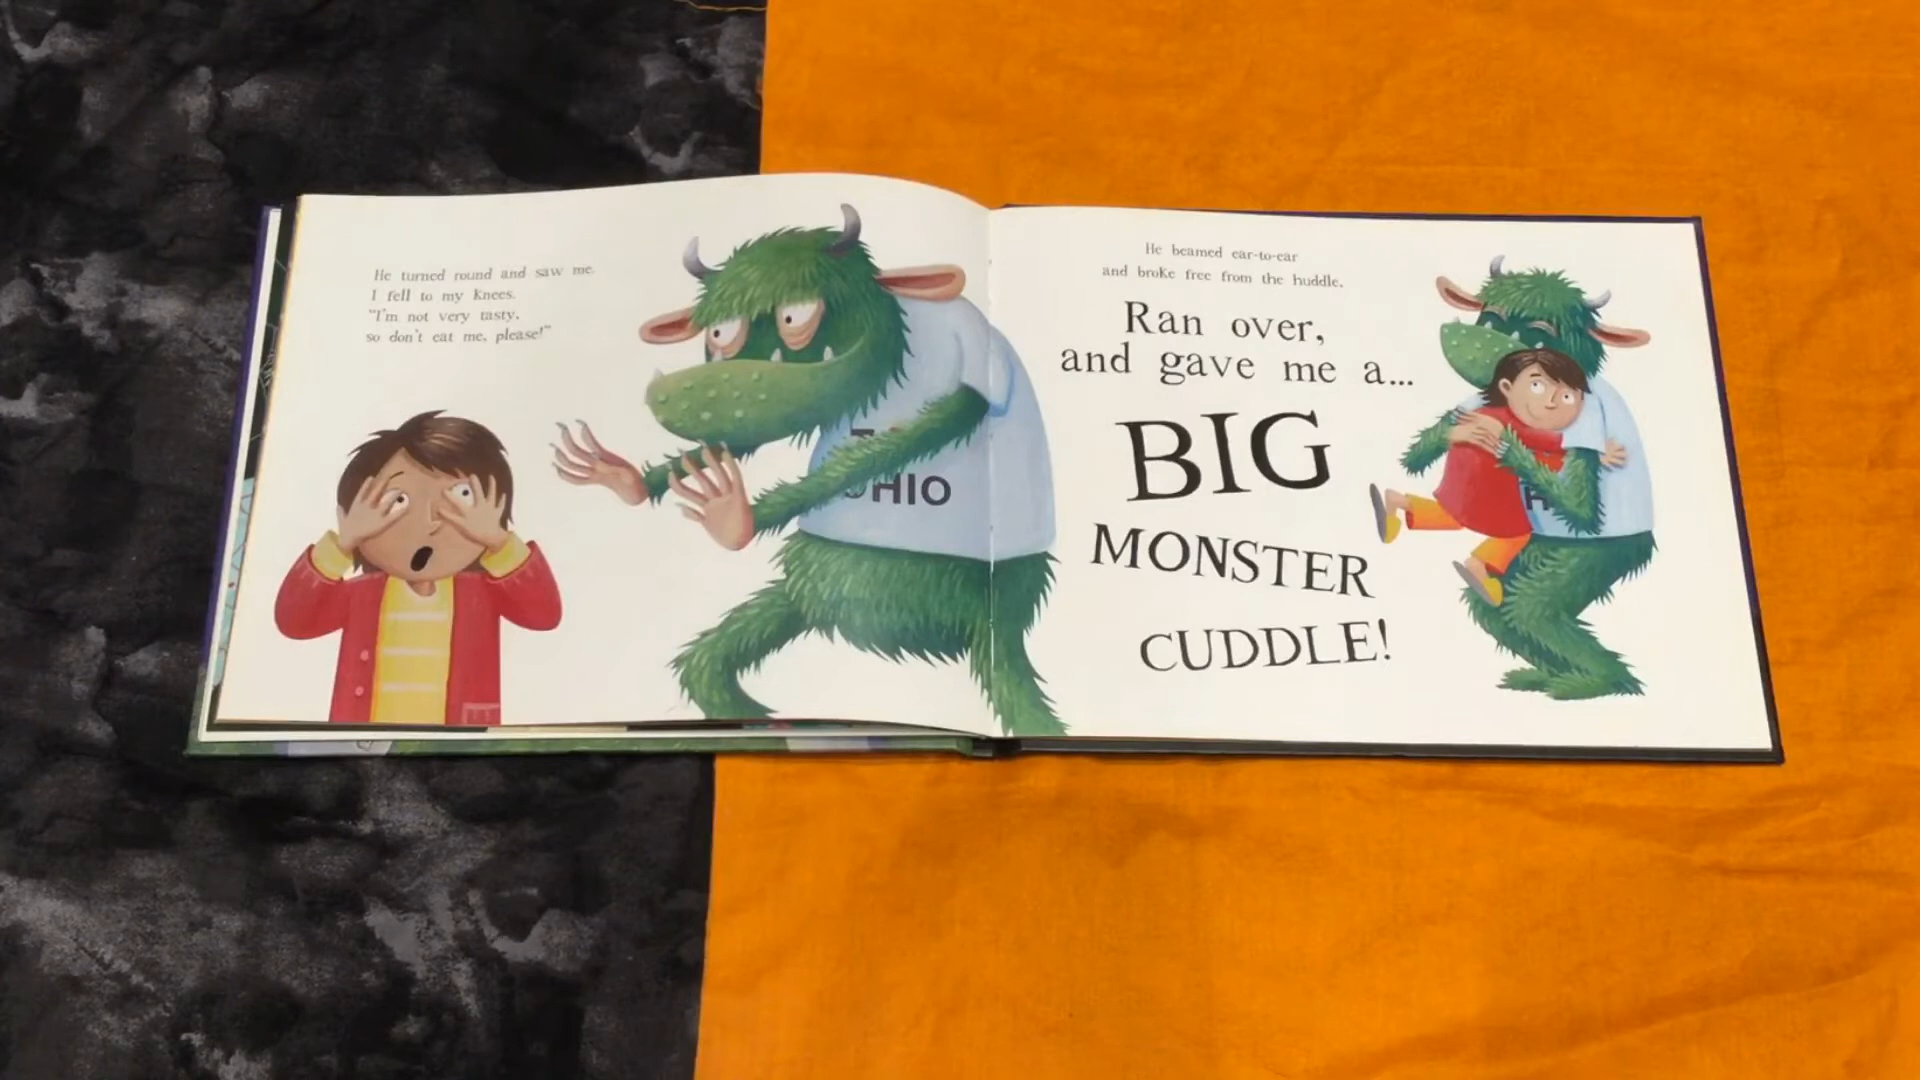 He turned round and saw me.
I fell to my knees.
"I'm not very tasty,
so don't eat me, please!"
HIO
He beamed ear-to-ear
and broke free from the huddle.
Ran over,
and gave me a...
BIG
MONSTER
CUDDLE!
H